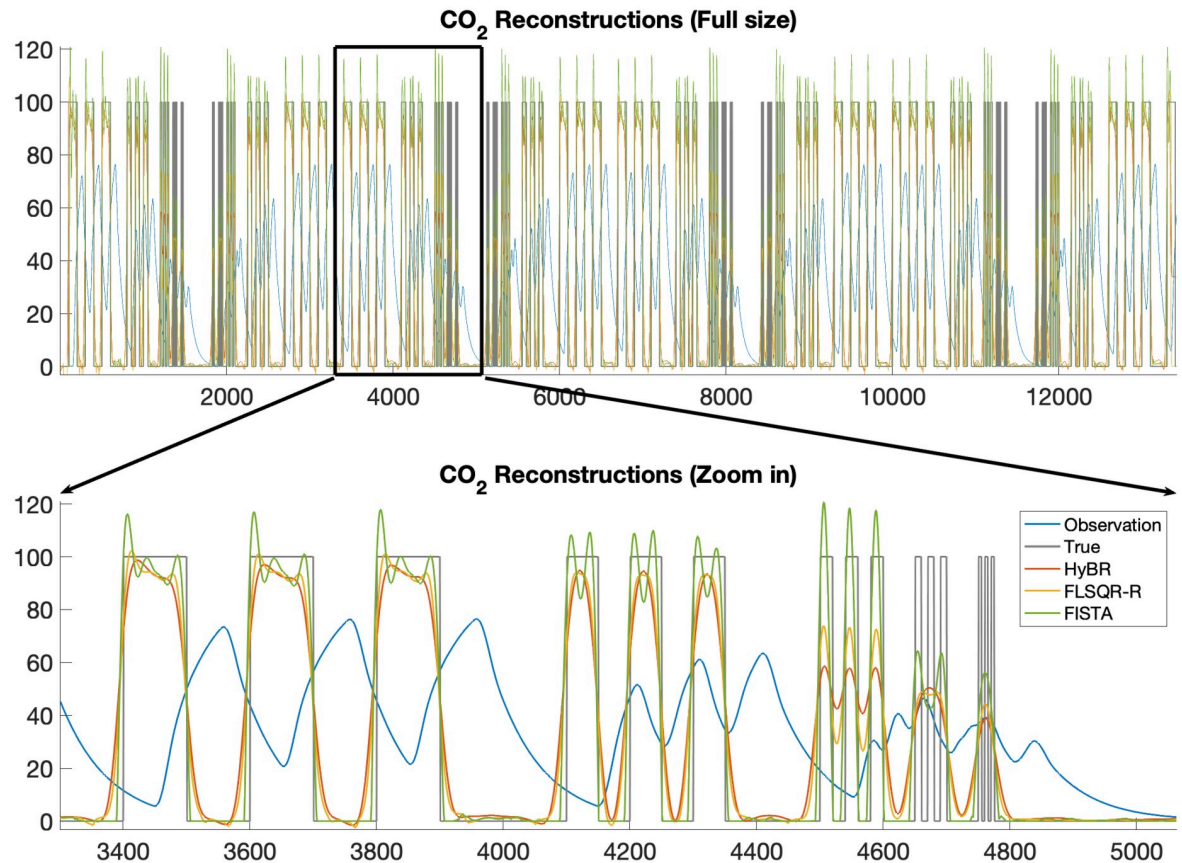 CO2 Reconstructions (Full size)
120
100
80
60
40
20
0
2000 4000 6000 8000 10000 12000
CO2 Reconstructions (Zoom in)
120
100
80
60
40
20
0
Observation
True
HyBR
FLSQR-R
FISTA
3400 3600 3800 4000 4200 4400 4600 4800 5000